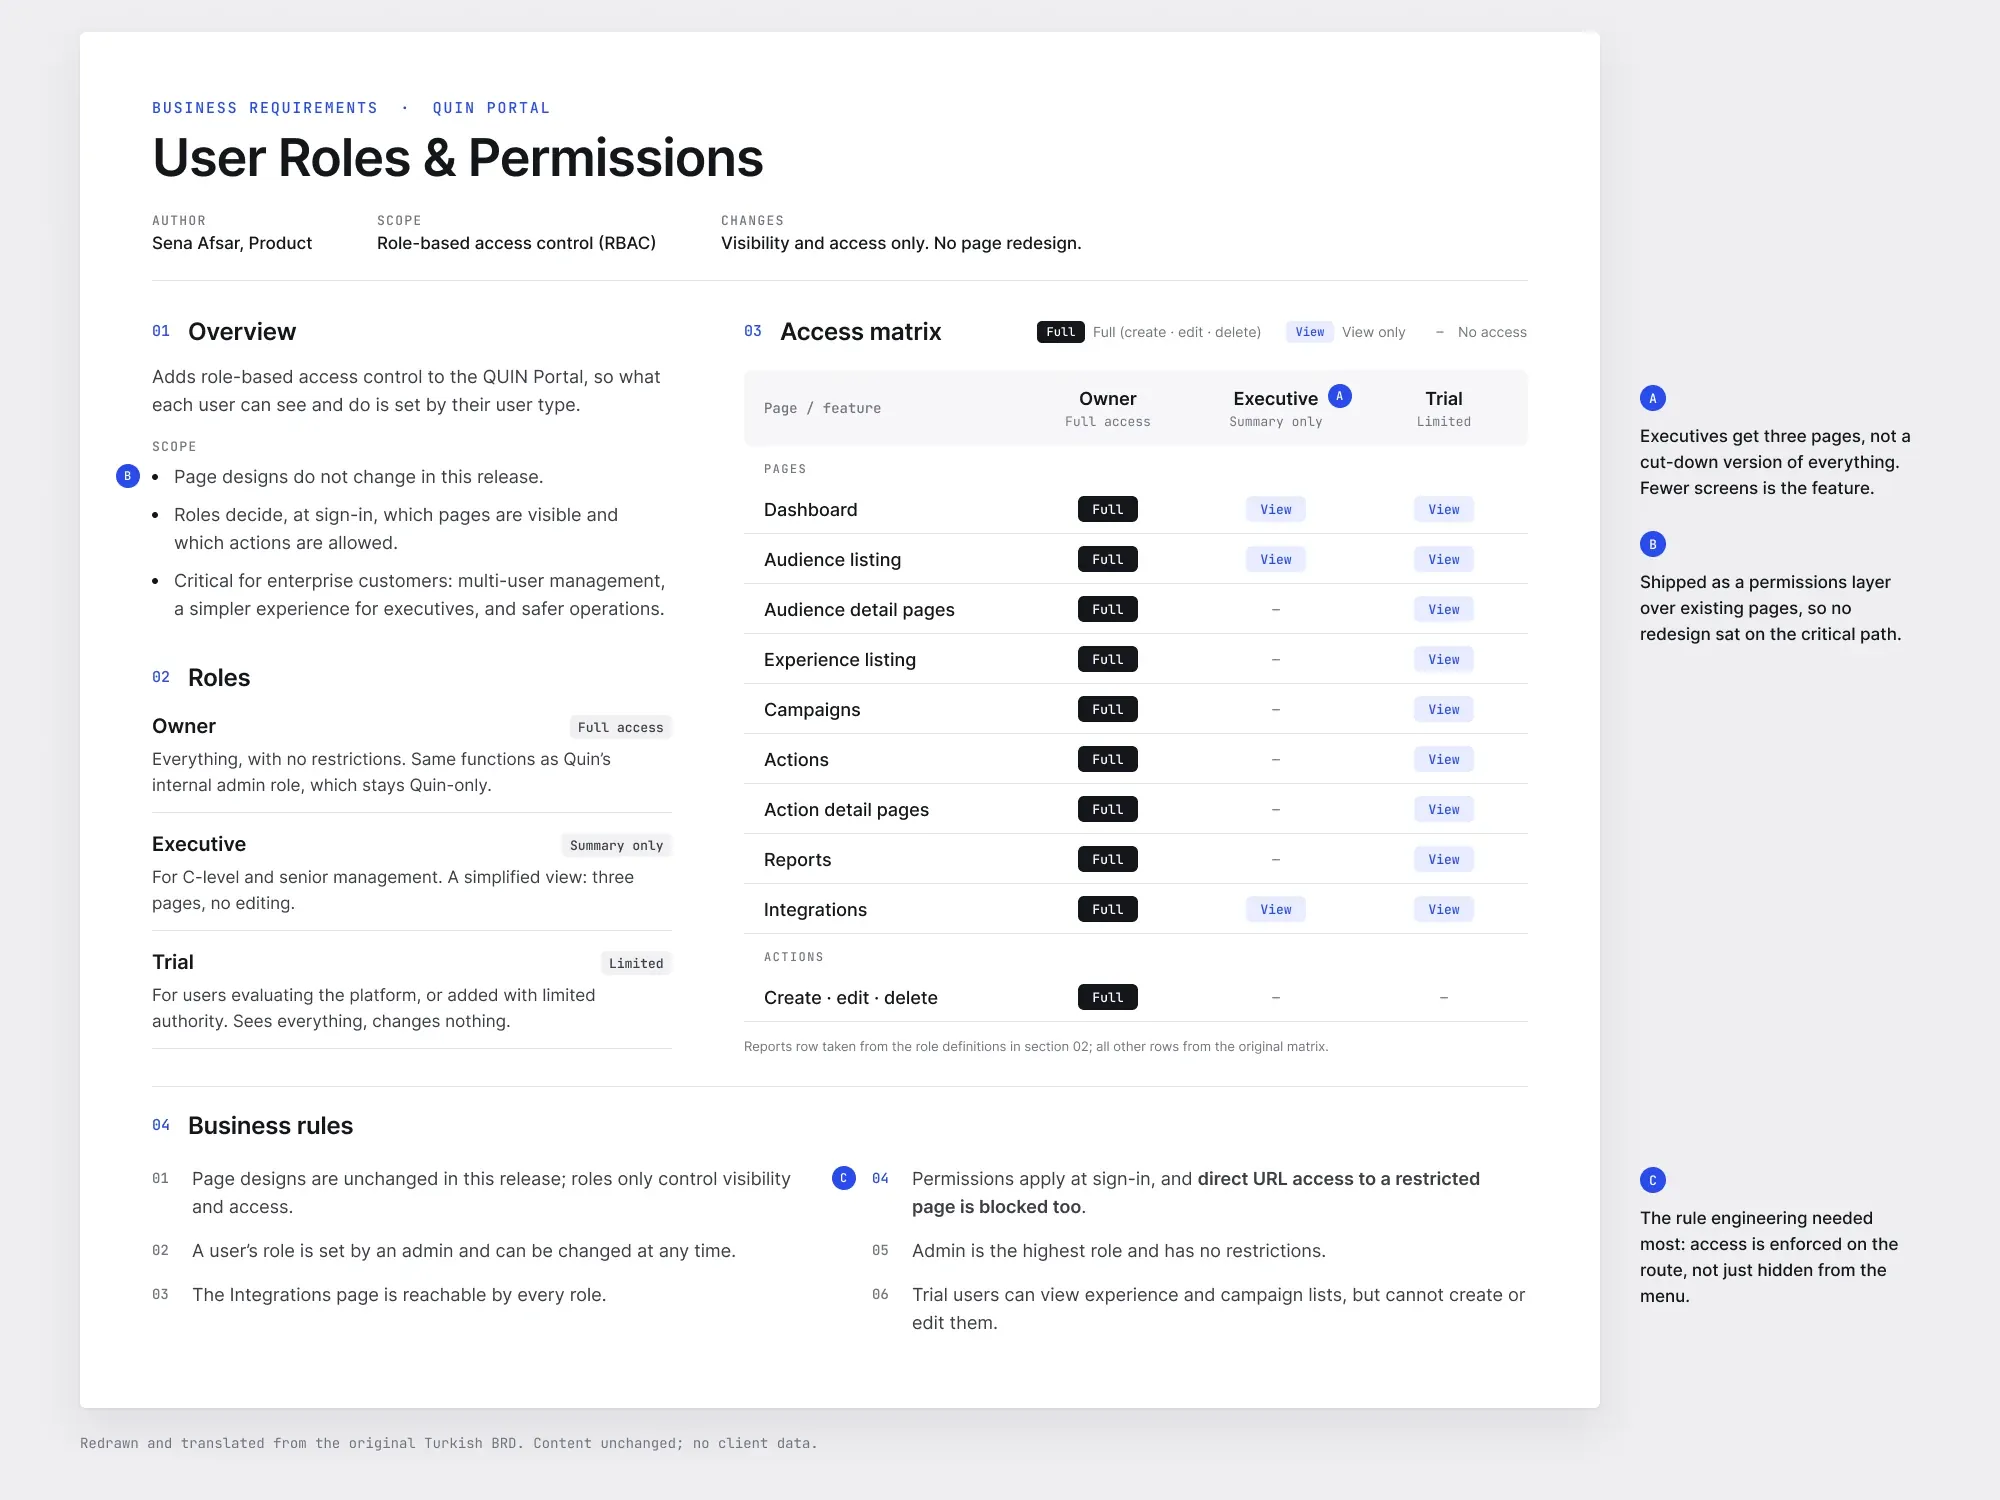 BUSINESS REQUIREMENTS · QUIN PORTAL
User Roles & Permissions
AUTHOR
Sena Afsar, Product
SCOPE
Role-based access control (RBAC)
CHANGES
Visibility and access only. No page redesign.
01 Overview
Adds role-based access control to the QUIN Portal, so what
each user can see and do is set by their user type.
SCOPE
B
• Page designs do not change in this release.
• Roles decide, at sign-in, which pages are visible and
which actions are allowed.
• Critical for enterprise customers: multi-user management,
a simpler experience for executives, and safer operations.
02 Roles
Owner Full access
Everything, with no restrictions. Same functions as Quin’s
internal admin role, which stays Quin-only.
Executive Summary only
For C-level and senior management. A simplified view: three
pages, no editing.
Trial Limited
For users evaluating the platform, or added with limited
authority. Sees everything, changes nothing.
03 Access matrix
Full Full (create · edit · delete) View View only – No access
Page / feature
Owner
Full access
Executive A
Summary only
Trial
Limited
PAGES
Dashboard Full View View
Audience listing Full View View
Audience detail pages Full – View
Experience listing Full – View
Campaigns Full – View
Actions Full – View
Action detail pages Full – View
Reports Full – View
Integrations Full View View
ACTIONS
Create · edit · delete Full – –
Reports row taken from the role definitions in section 02; all other rows from the original matrix.
04 Business rules
01 Page designs are unchanged in this release; roles only control visibility
and access.
02 A user’s role is set by an admin and can be changed at any time.
03 The Integrations page is reachable by every role.
C
04 Permissions apply at sign-in, and direct URL access to a restricted
page is blocked too.
05 Admin is the highest role and has no restrictions.
06 Trial users can view experience and campaign lists, but cannot create or
edit them.
A
Executives get three pages, not a
cut-down version of everything.
Fewer screens is the feature.
B
Shipped as a permissions layer
over existing pages, so no
redesign sat on the critical path.
C
The rule engineering needed
most: access is enforced on the
route, not just hidden from the
menu.
Redrawn and translated from the original Turkish BRD. Content unchanged; no client data.